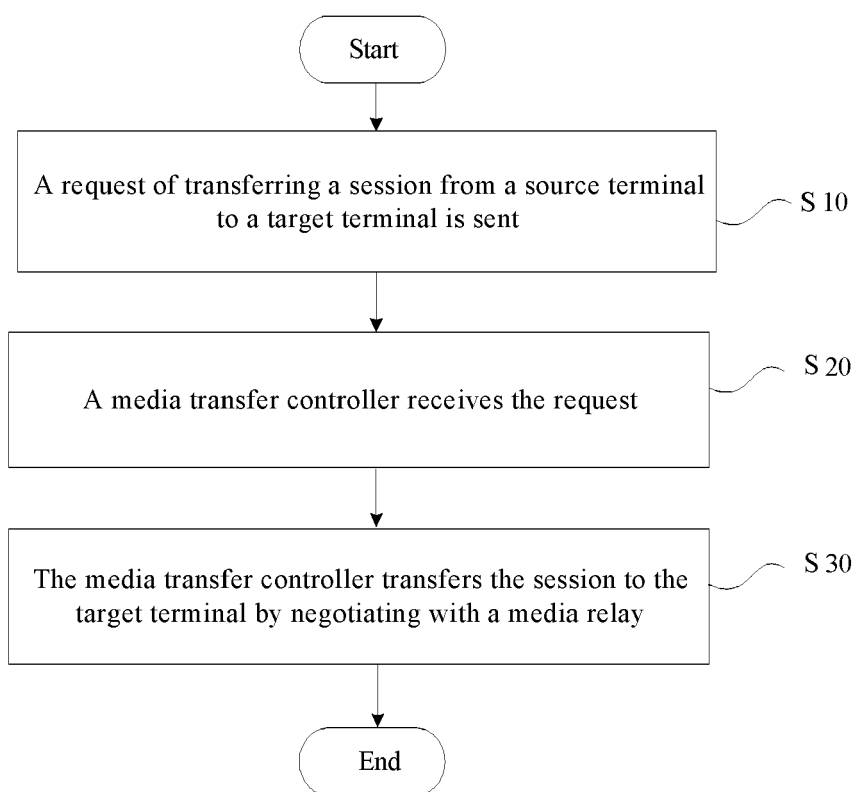 Start
A request of transferring a session from a source terminal
to a target terminal is sent
S 10
A media transfer controller receives the request
S 20
The media transfer controller transfers the session to the
target terminal by negotiating with a media relay
S 30
End